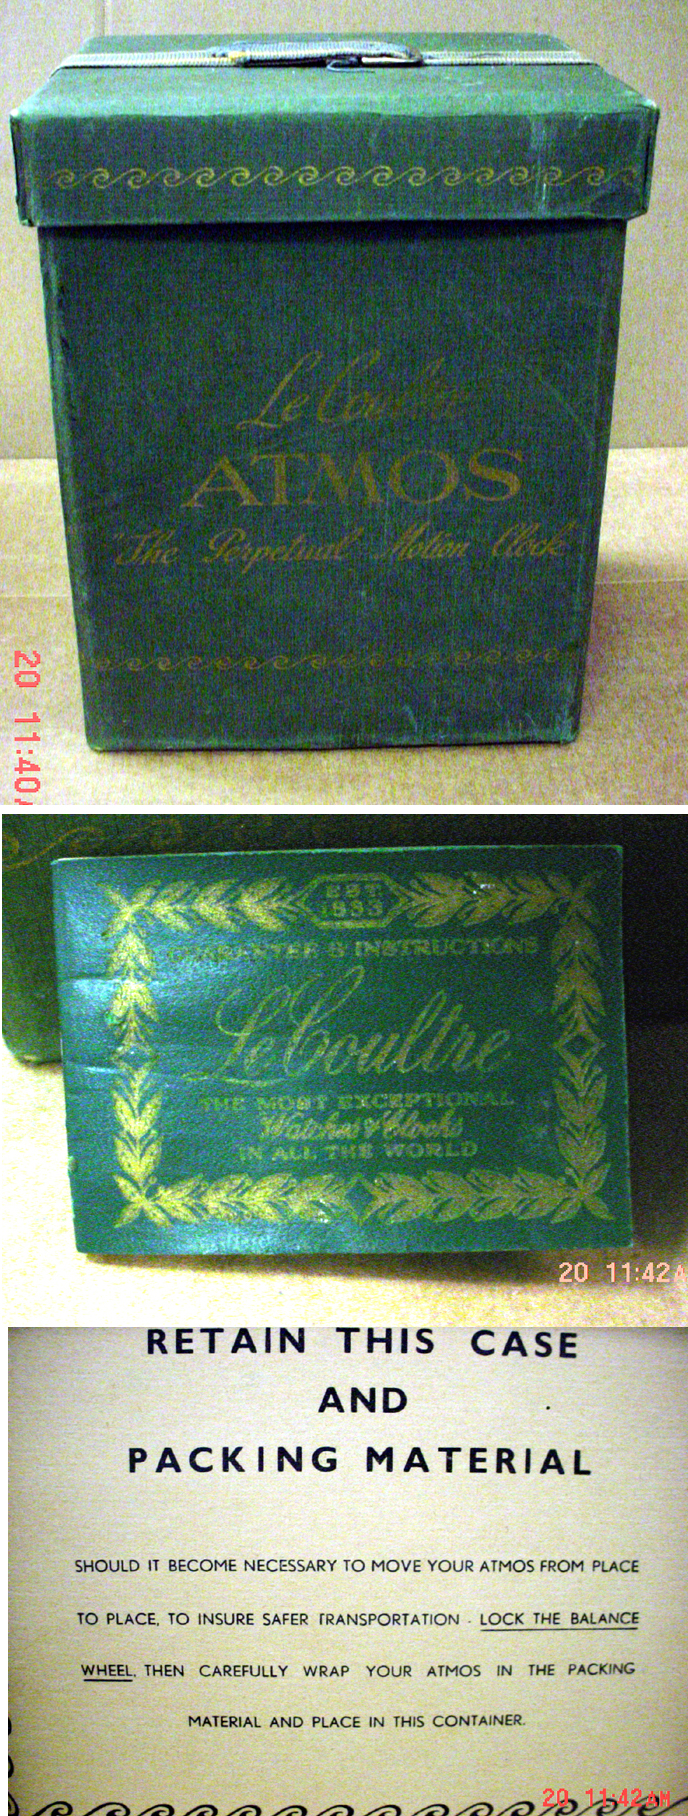 Le Coultre
ATMOS
"The Perpetual Motion Clock"
20 11:40
EST
1833
GUARANTEE & INSTRUCTIONS
LeCoultre
THE MOST EXCEPTIONAL
Watches & Clocks
IN ALL THE WORLD
20 11:42A
RETAIN THIS CASE
AND
PACKING MATERIAL
SHOULD IT BECOME NECESSARY TO MOVE YOUR ATMOS FROM PLACE
TO PLACE, TO INSURE SAFER TRANSPORTATION - LOCK THE BALANCE
WHEEL, THEN CAREFULLY WRAP YOUR ATMOS IN THE PACKING
MATERIAL AND PLACE IN THIS CONTAINER.
20 11:42AM